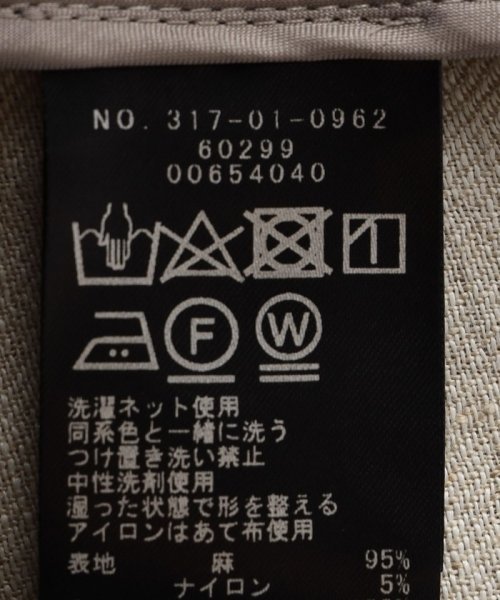 NO. 317-01-0962
60299
00654040
F W
洗濯ネット使用
同系色と一緒に洗う
つけ置き洗い禁止
中性洗剤使用
湿った状態で形を整える
アイロンはあて布使用
表地 麻 95%
ナイロン 5%